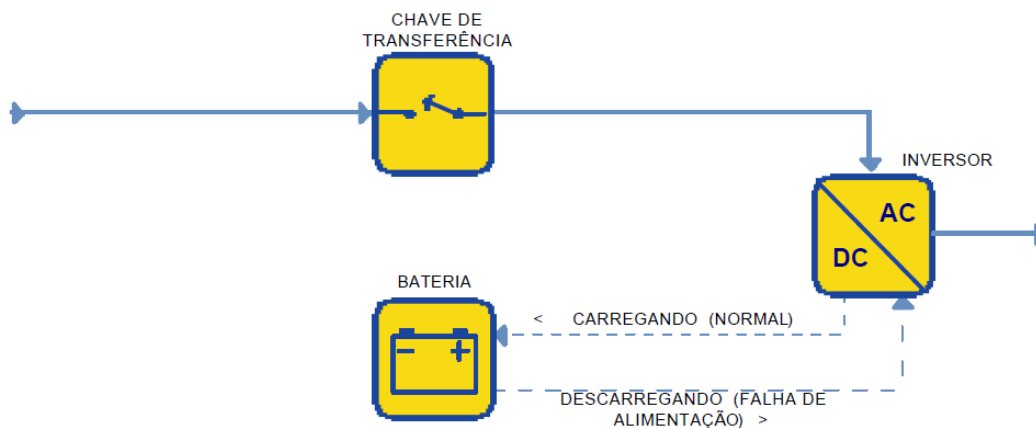 CHAVE DE
TRANSFERÊNCIA
INVERSOR
AC
DC
BATERIA
< CARREGANDO (NORMAL)
DESCARREGANDO (FALHA DE
ALIMENTAÇÃO) >